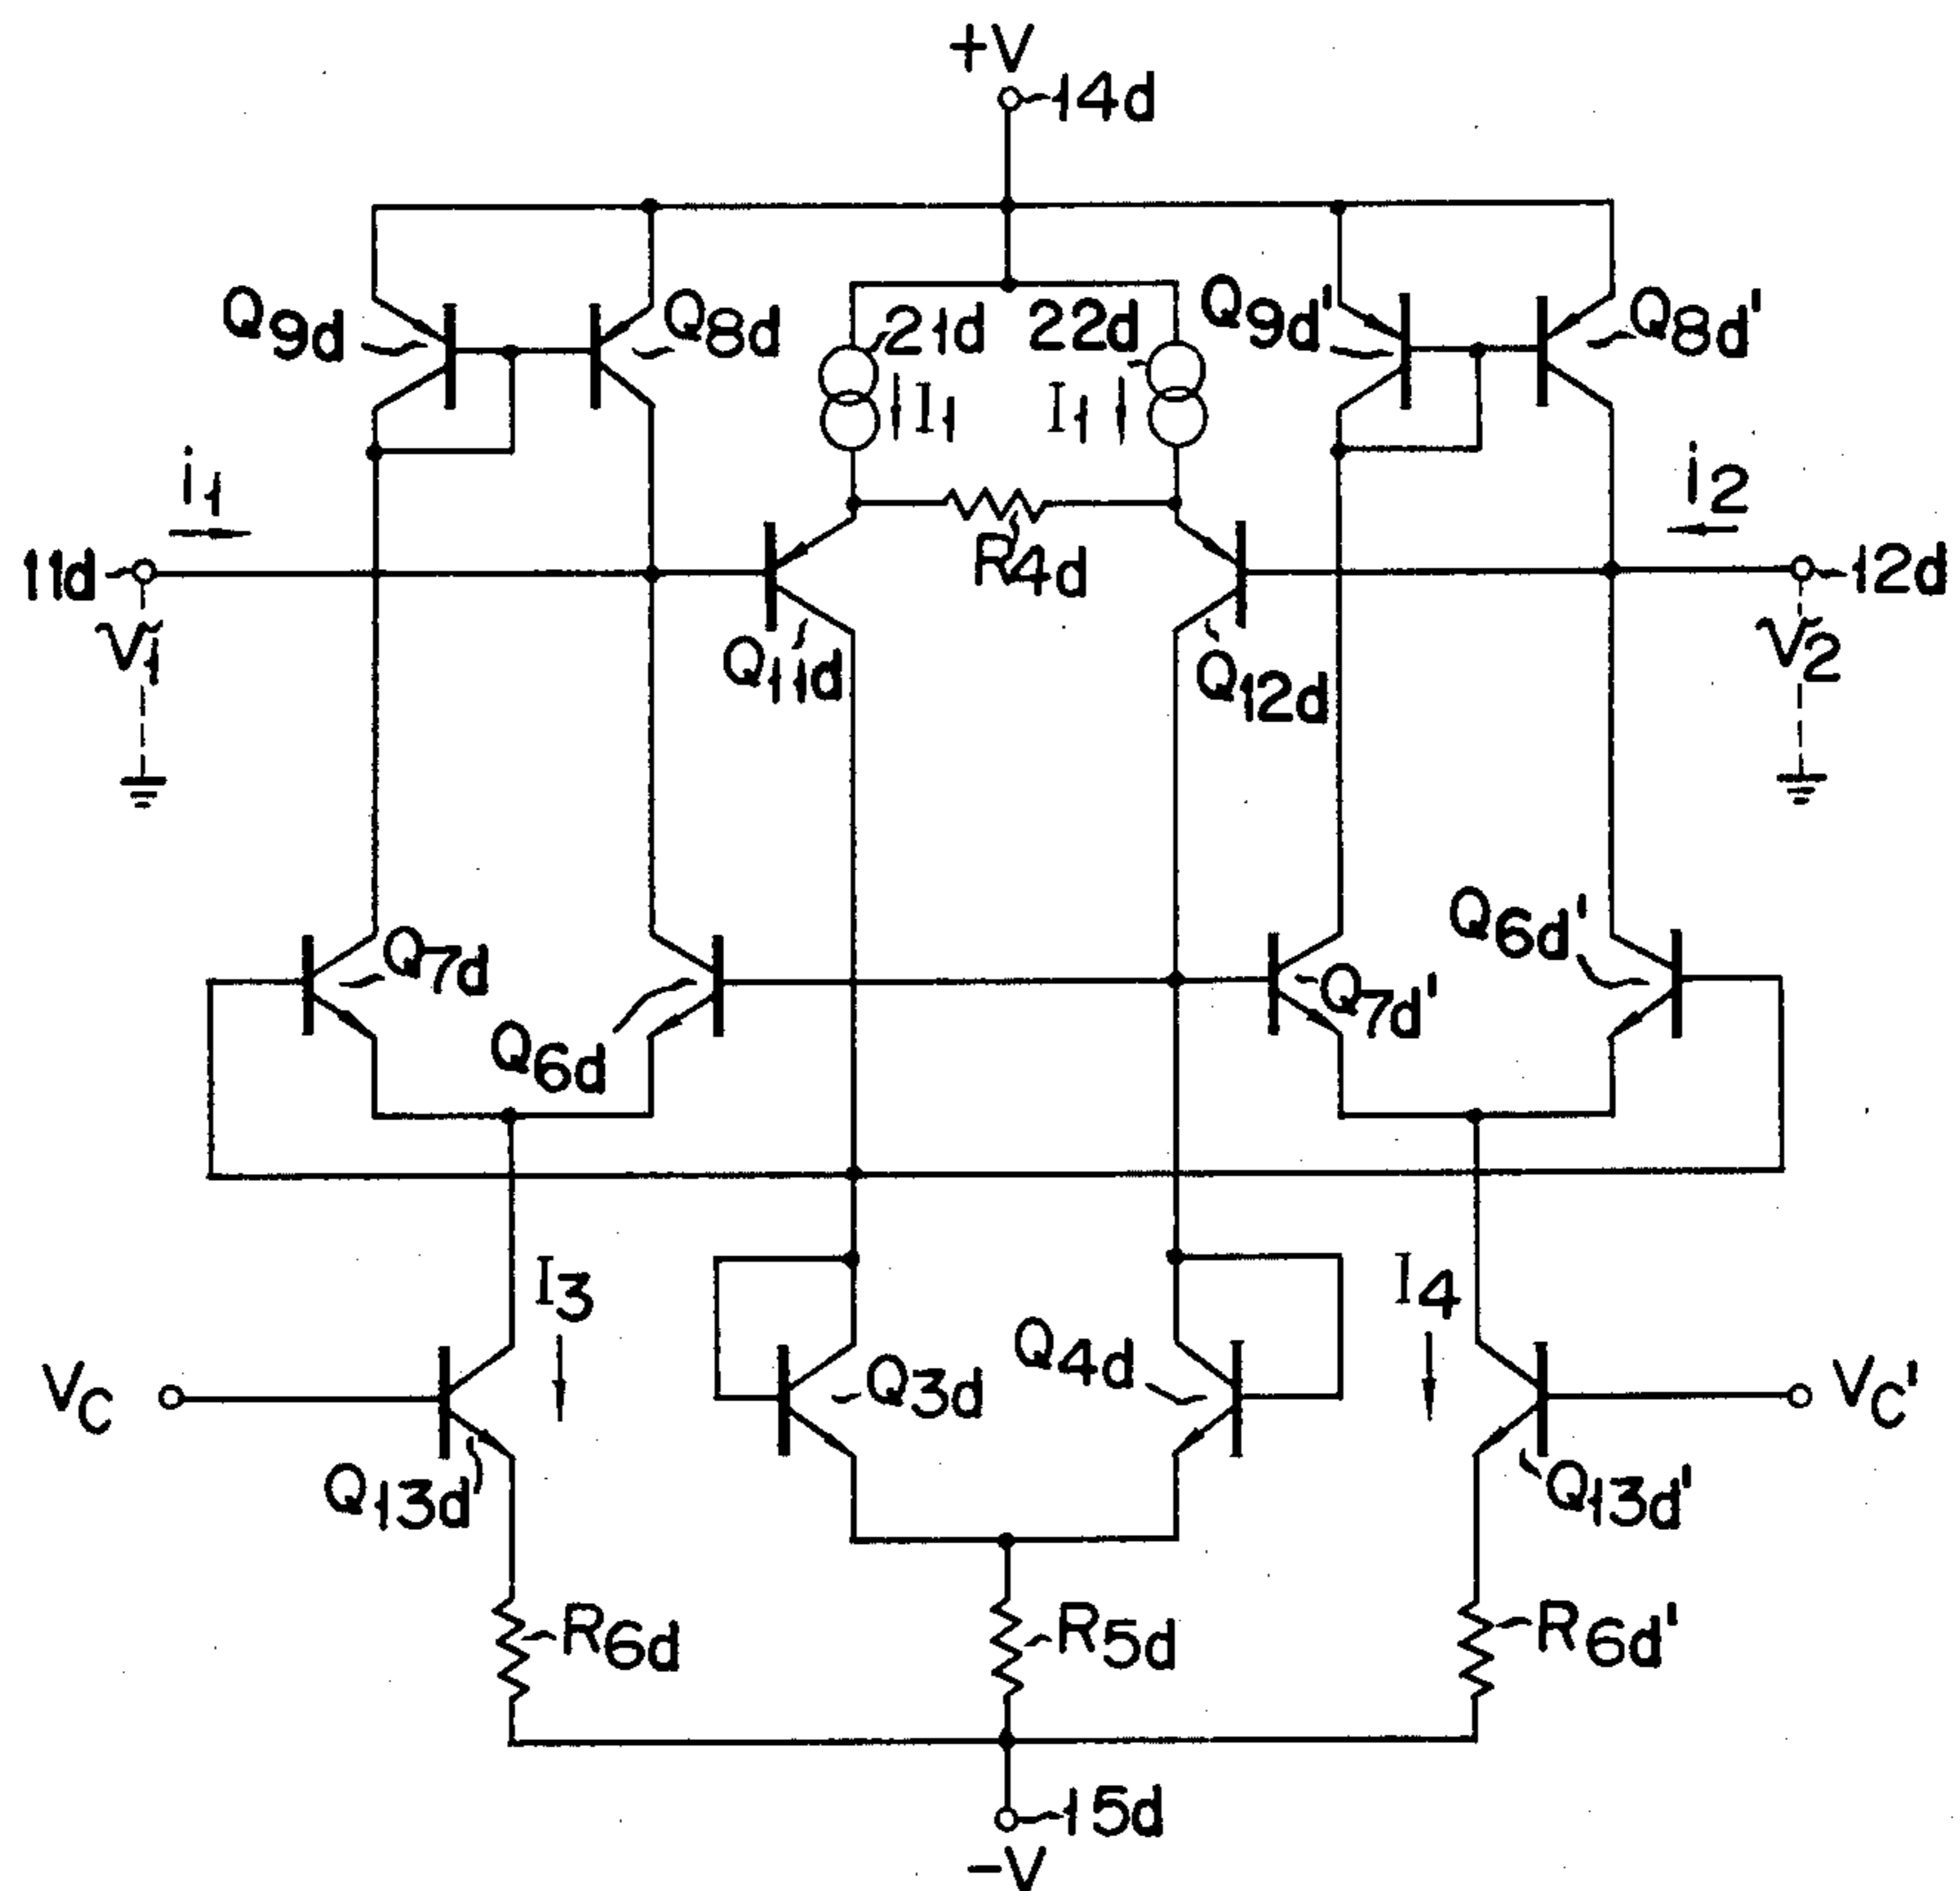 +V
14d
Q9d
Q8d
21d
22d
Q9d'
Q8d'
I1
I1
i1
i2
R4d
11d
12d
V1
V2
Q11d
Q12d
Q7d
Q6d
Q7d'
Q6d'
I3
I4
VC
VC'
Q3d
Q4d
Q13d'
Q13d'
R6d
R5d
R6d'
15d
-V